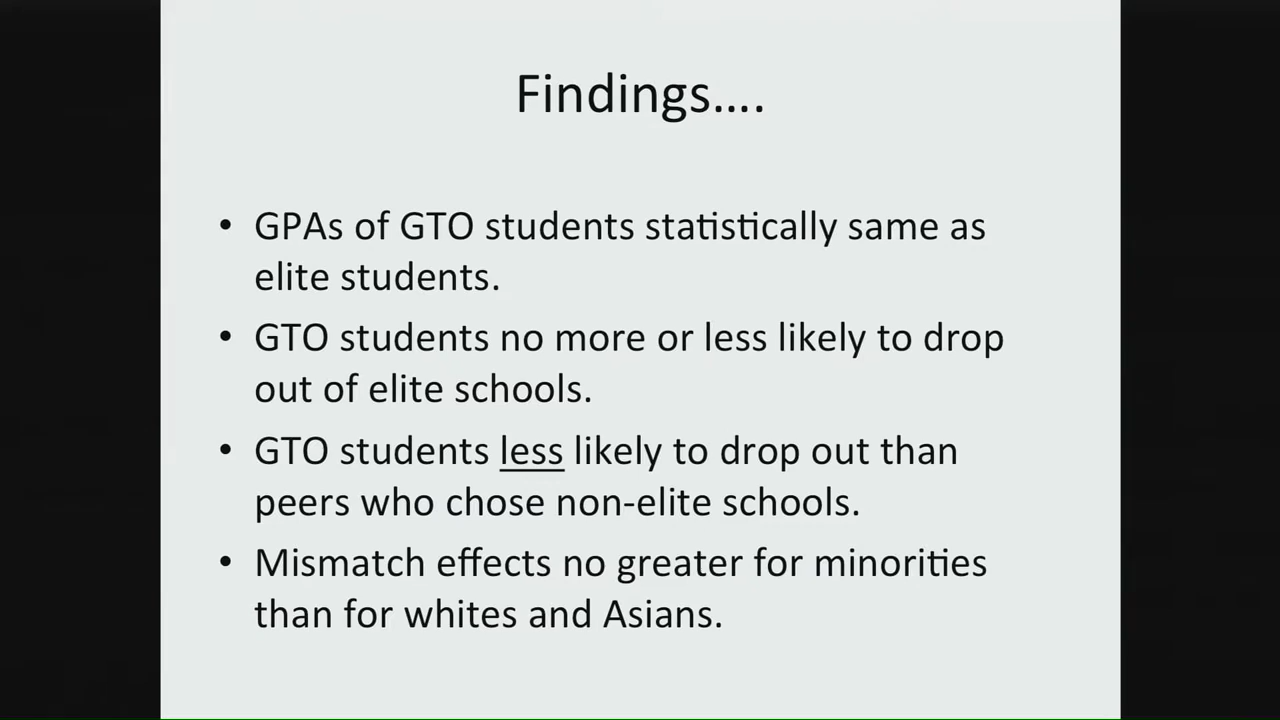 Findings....
• GPAs of GTO students statistically same as
elite students.
• GTO students no more or less likely to drop
out of elite schools.
• GTO students less likely to drop out than
peers who chose non-elite schools.
• Mismatch effects no greater for minorities
than for whites and Asians.